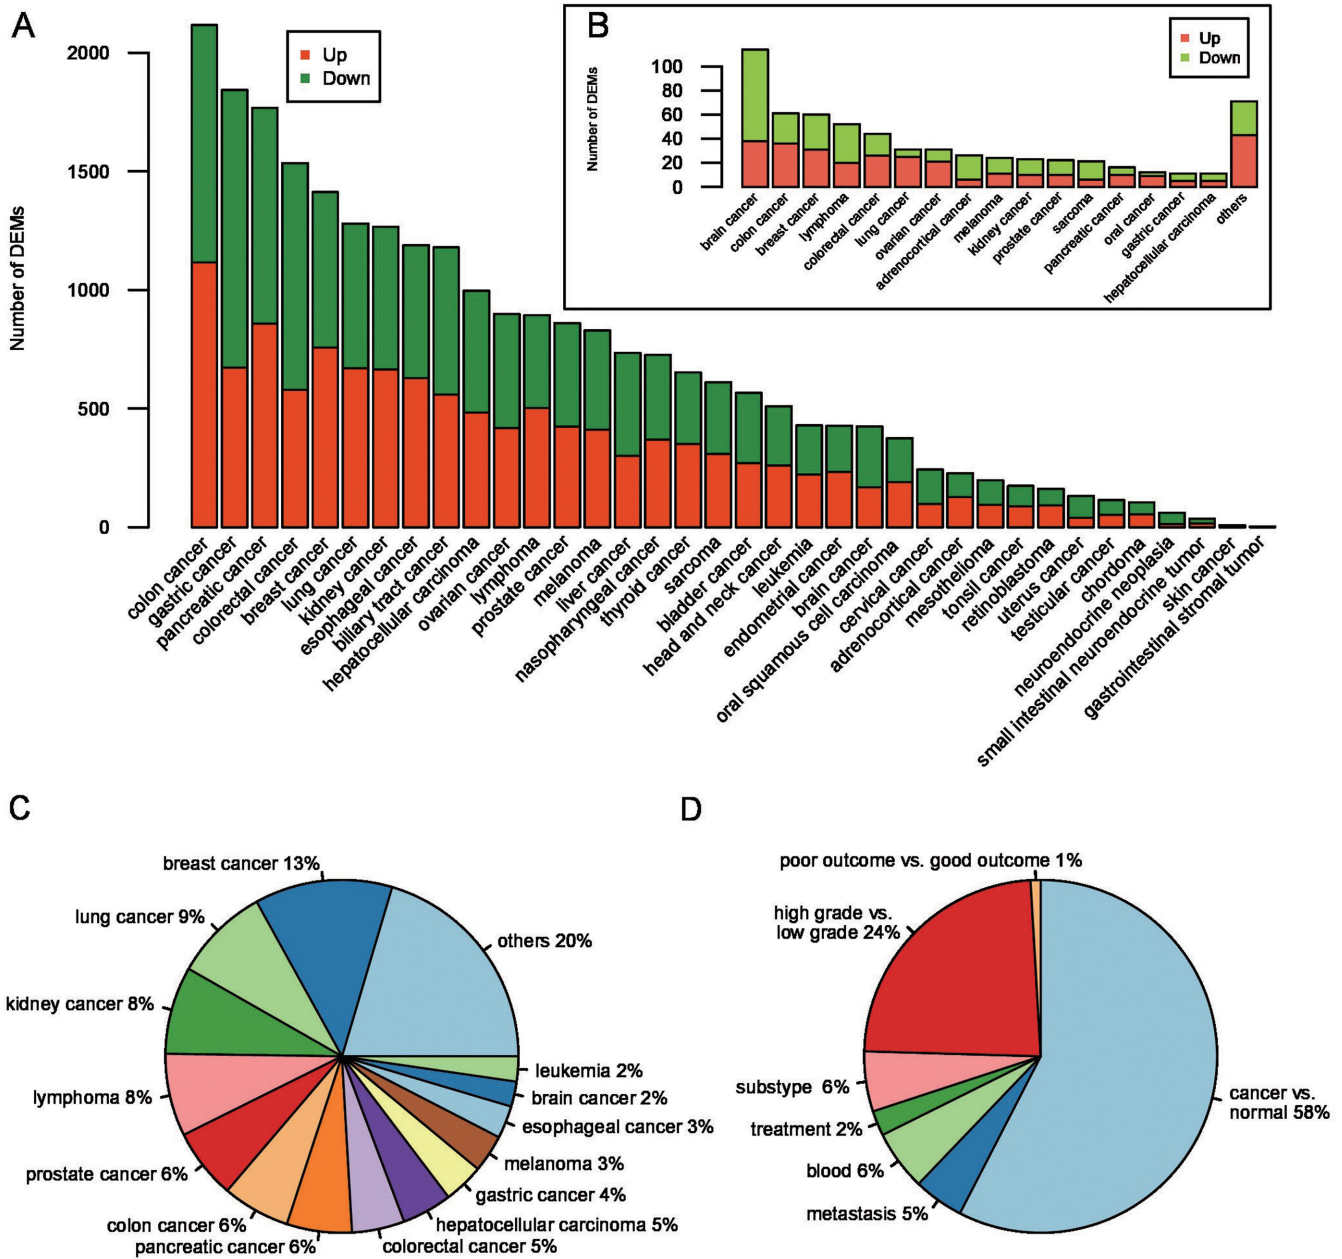 A
Number of DEMs
2000
1500
1000
500
0
Up
Down
colon cancer
gastric cancer
pancreatic cancer
colorectal cancer
breast cancer
lung cancer
kidney cancer
esophageal cancer
biliary tract cancer
hepatocellular carcinoma
ovarian cancer
lymphoma
prostate cancer
melanoma
liver cancer
nasopharyngeal cancer
thyroid cancer
sarcoma
bladder cancer
head and neck cancer
leukemia
endometrial cancer
brain cancer
oral squamous cell carcinoma
cervical cancer
adrenocortical cancer
mesothelioma
tonsil cancer
retinoblastoma
uterus cancer
testicular cancer
chordoma
neuroendocrine neoplasia
small intestinal neuroendocrine tumor
skin cancer
gastrointestinal stromal tumor
B
Number of DEMs
100
80
60
40
20
0
Up
Down
brain cancer
colon cancer
breast cancer
lymphoma
colorectal cancer
lung cancer
ovarian cancer
adrenocortical cancer
melanoma
kidney cancer
prostate cancer
sarcoma
pancreatic cancer
oral cancer
gastric cancer
hepatocellular carcinoma
others
C
breast cancer 13%
lung cancer 9%
others 20%
kidney cancer 8%
lymphoma 8%
leukemia 2%
brain cancer 2%
esophageal cancer 3%
melanoma 3%
prostate cancer 6%
gastric cancer 4%
colon cancer 6%
hepatocellular carcinoma 5%
pancreatic cancer 6%
colorectal cancer 5%
D
poor outcome vs. good outcome 1%
high grade vs.
low grade 24%
substype 6%
cancer vs.
normal 58%
treatment 2%
blood 6%
metastasis 5%